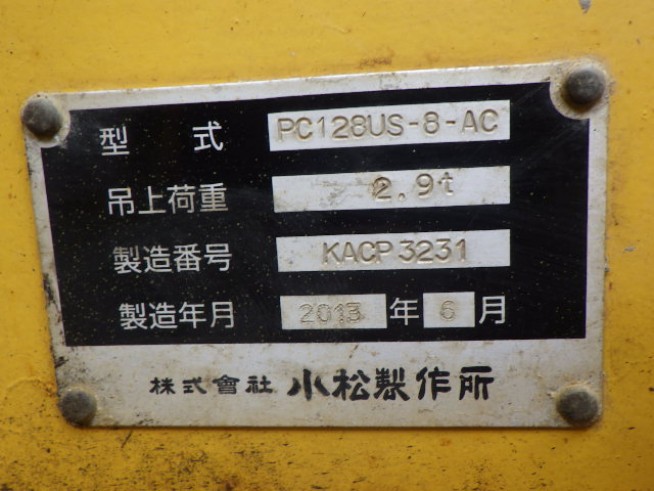 型 式 PC128US-8-AC
吊上荷重 2.9t
製造番号 KACP3231
製造年月 2013 年 6 月
株式會社 小松製作所